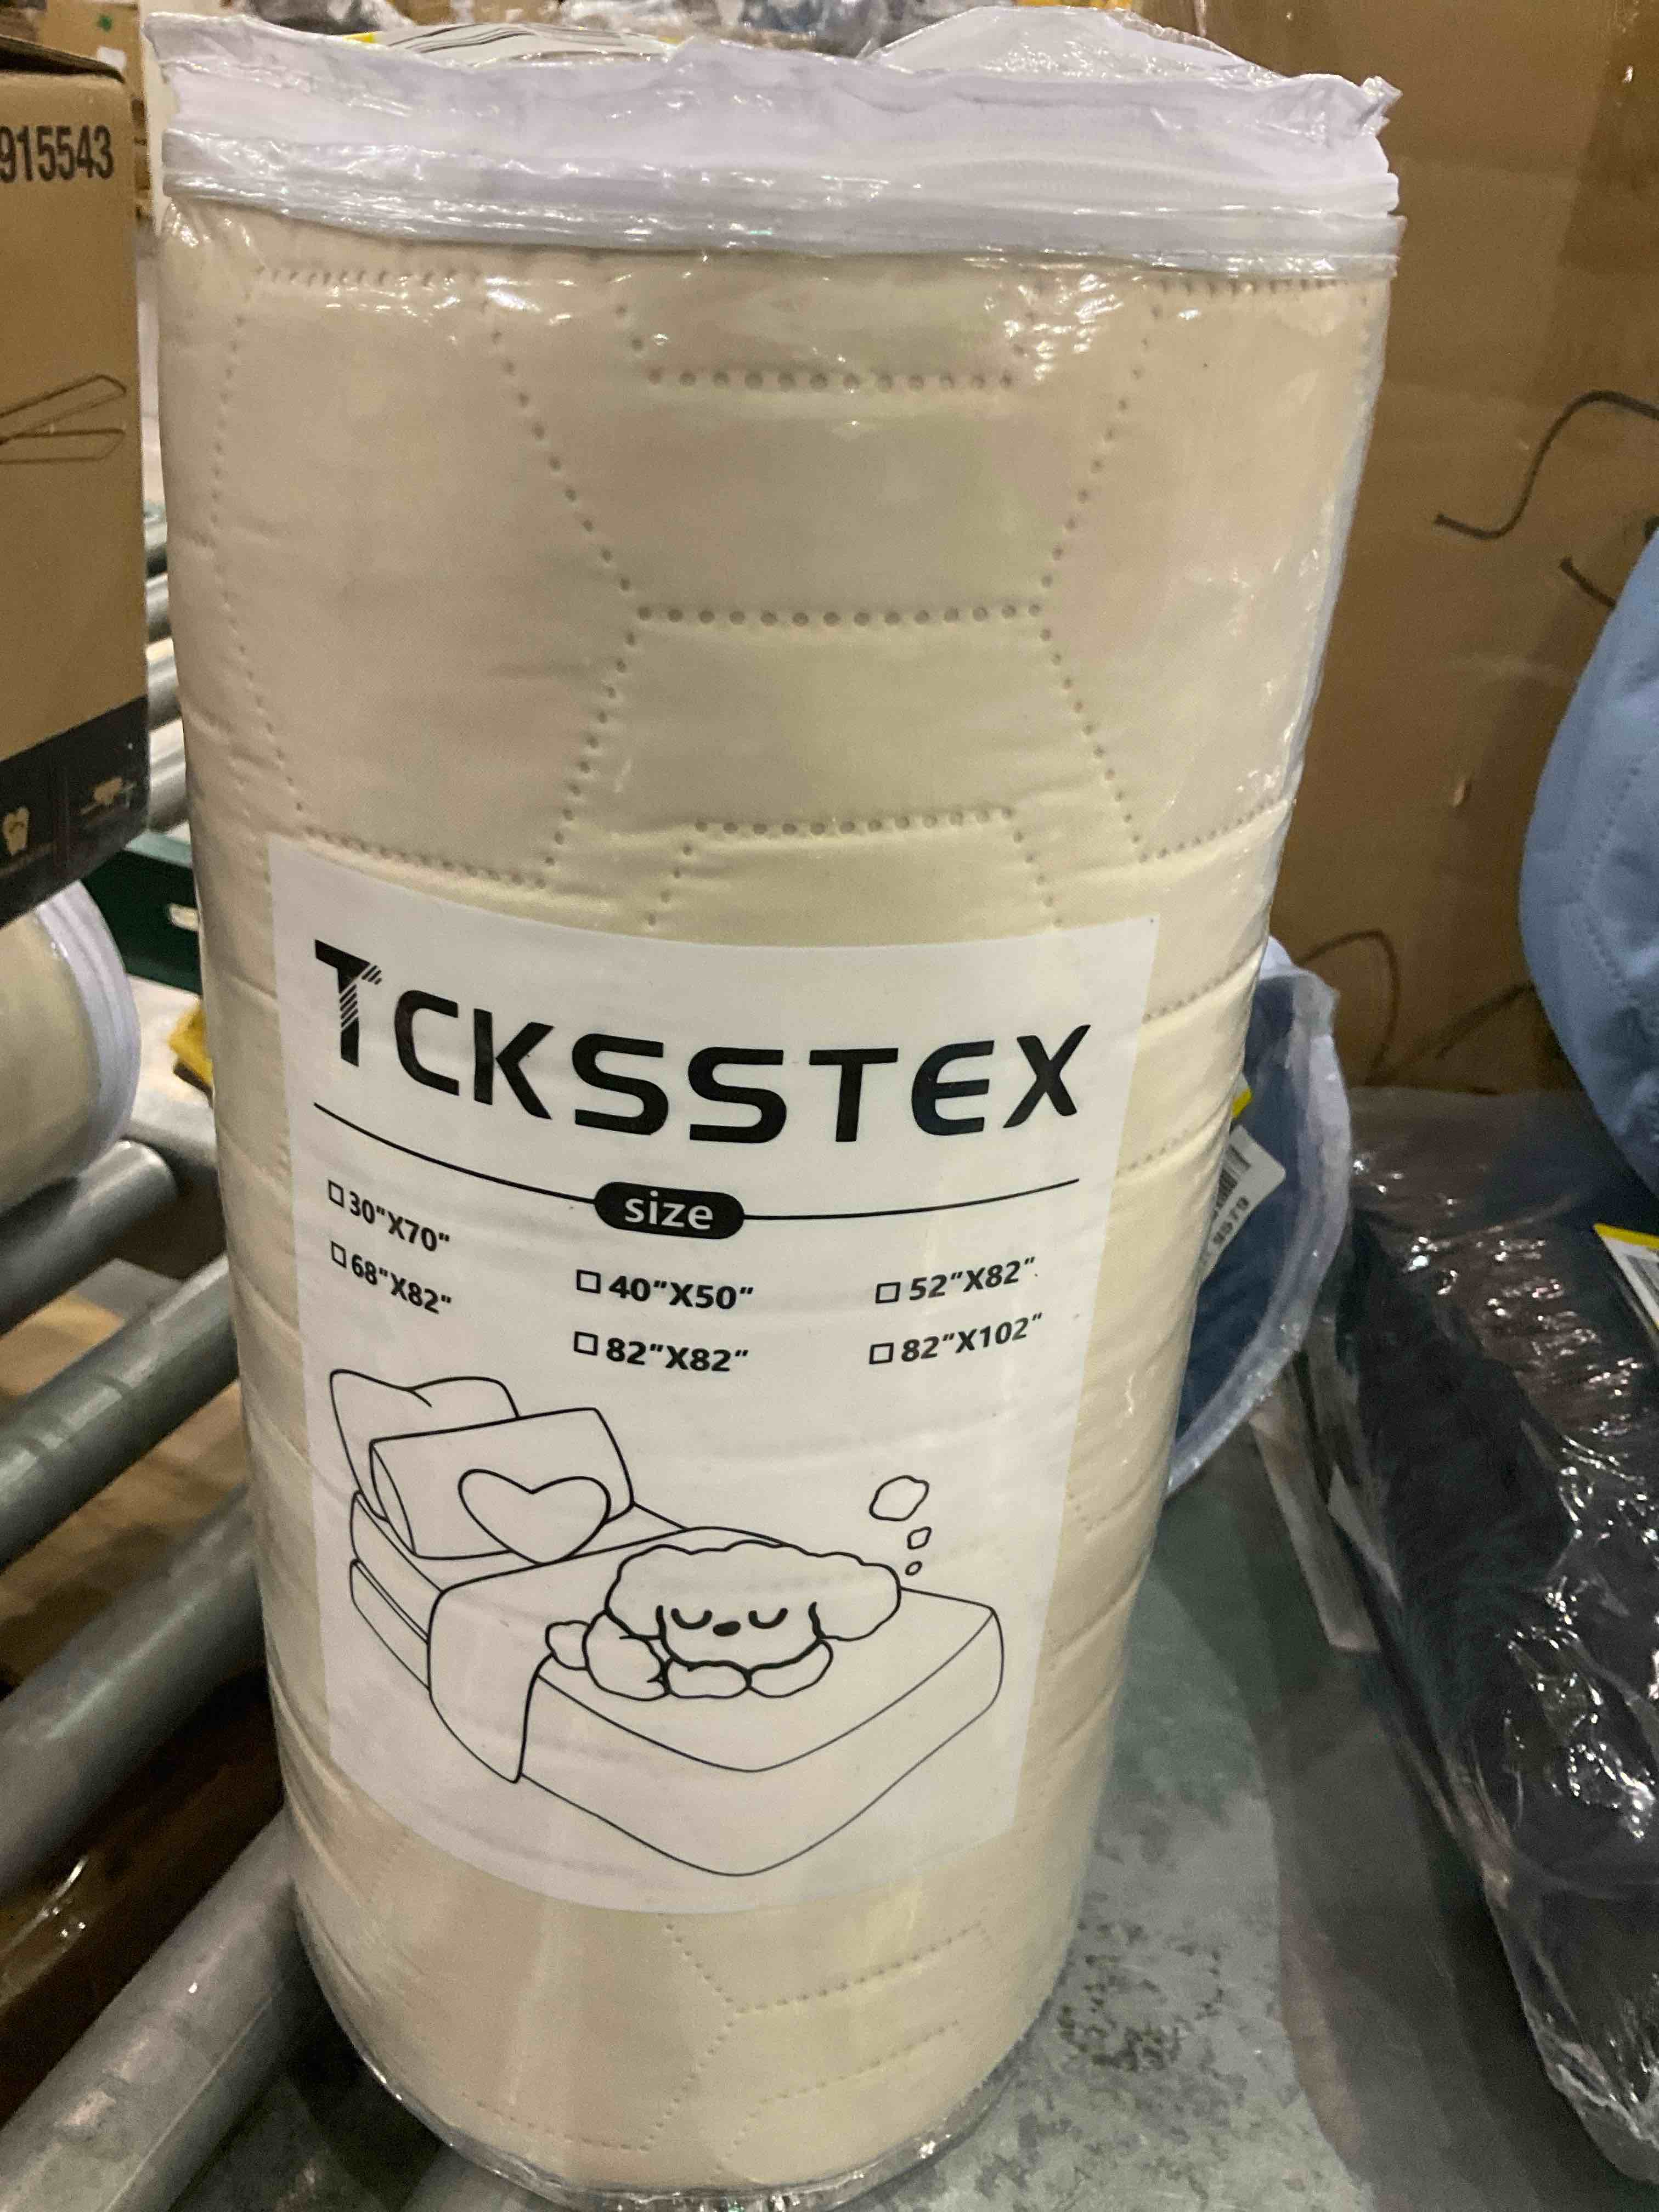 915543
TCKSSTEX
size
☐ 30"X70"
☐ 40"X50"
☐ 52"X82"
☐ 68"X82"
☐ 82"X82"
☐ 82"X102"